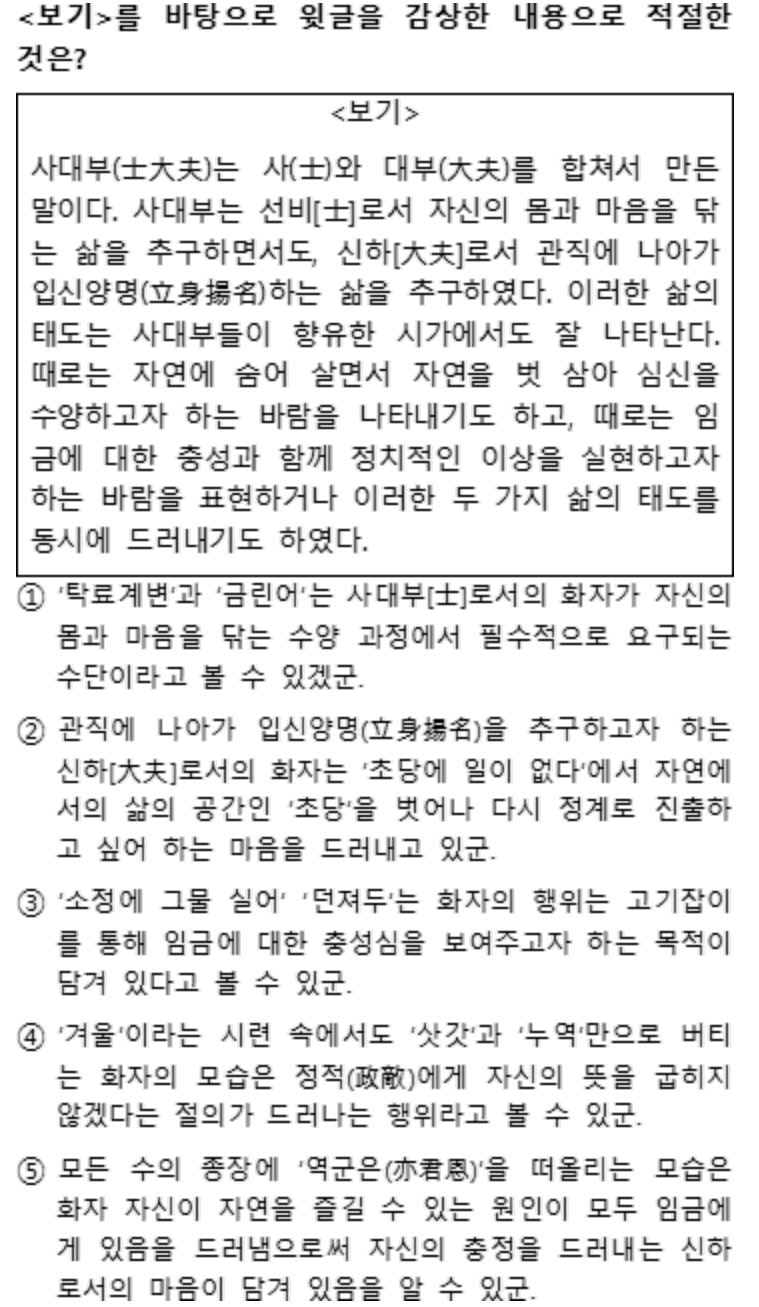 <보기>를 바탕으로 윗글을 감상한 내용으로 적절한
것은?
<보기>
사대부(士大夫)는 사(士)와 대부(大夫)를 합쳐서 만든
말이다. 사대부는 선비[士]로서 자신의 몸과 마음을 닦
는 삶을 추구하면서도, 신하[大夫]로서 관직에 나아가
입신양명(立身揚名)하는 삶을 추구하였다. 이러한 삶의
태도는 사대부들이 향유한 시가에서도 잘 나타난다.
때로는 자연에 숨어 살면서 자연을 벗 삼아 심신을
수양하고자 하는 바람을 나타내기도 하고, 때로는 임
금에 대한 충성과 함께 정치적인 이상을 실현하고자
하는 바람을 표현하거나 이러한 두 가지 삶의 태도를
동시에 드러내기도 하였다.
① '탁료계변'과 '금린어'는 사대부[士]로서의 화자가 자신의
몸과 마음을 닦는 수양 과정에서 필수적으로 요구되는
수단이라고 볼 수 있겠군.
② 관직에 나아가 입신양명(立身揚名)을 추구하고자 하는
신하[大夫]로서의 화자는 '초당에 일이 없다'에서 자연에
서의 삶의 공간인 '초당'을 벗어나 다시 정계로 진출하
고 싶어 하는 마음을 드러내고 있군.
③ '소정에 그물 실어' '던져두'는 화자의 행위는 고기잡이
를 통해 임금에 대한 충성심을 보여주고자 하는 목적이
담겨 있다고 볼 수 있군.
④ '겨울'이라는 시련 속에서도 '삿갓'과 '누역'만으로 버티
는 화자의 모습은 정적(政敵)에게 자신의 뜻을 굽히지
않겠다는 절의가 드러나는 행위라고 볼 수 있군.
⑤ 모든 수의 종장에 '역군은(亦君恩)'을 떠올리는 모습은
화자 자신이 자연을 즐길 수 있는 원인이 모두 임금에
게 있음을 드러냄으로써 자신의 충정을 드러내는 신하
로서의 마음이 담겨 있음을 알 수 있군.